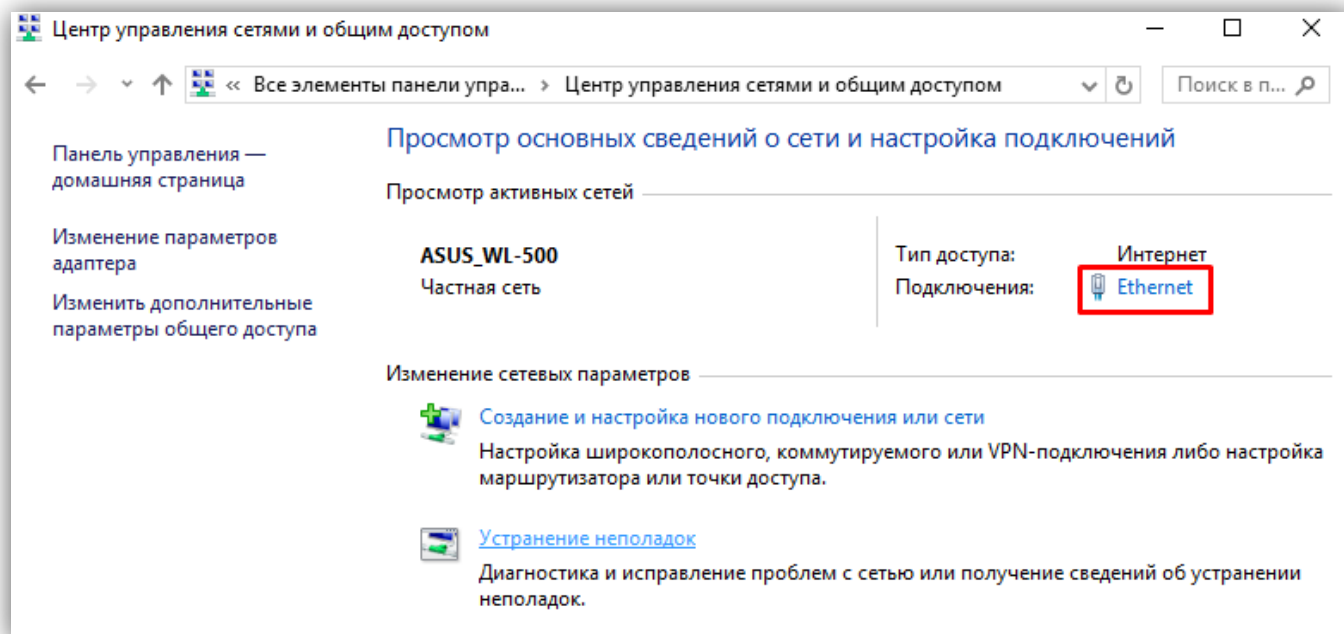 Центр управления сетями и общим доступом
« Все элементы панели упра... › Центр управления сетями и общим доступом
Поиск в п...
Панель управления —
домашняя страница
Изменение параметров
адаптера
Изменить дополнительные
параметры общего доступа
Просмотр основных сведений о сети и настройка подключений
Просмотр активных сетей
ASUS_WL-500
Частная сеть
Тип доступа: Интернет
Подключения: Ethernet
Изменение сетевых параметров
Создание и настройка нового подключения или сети
Настройка широкополосного, коммутируемого или VPN-подключения либо настройка
маршрутизатора или точки доступа.
Устранение неполадок
Диагностика и исправление проблем с сетью или получение сведений об устранении
неполадок.